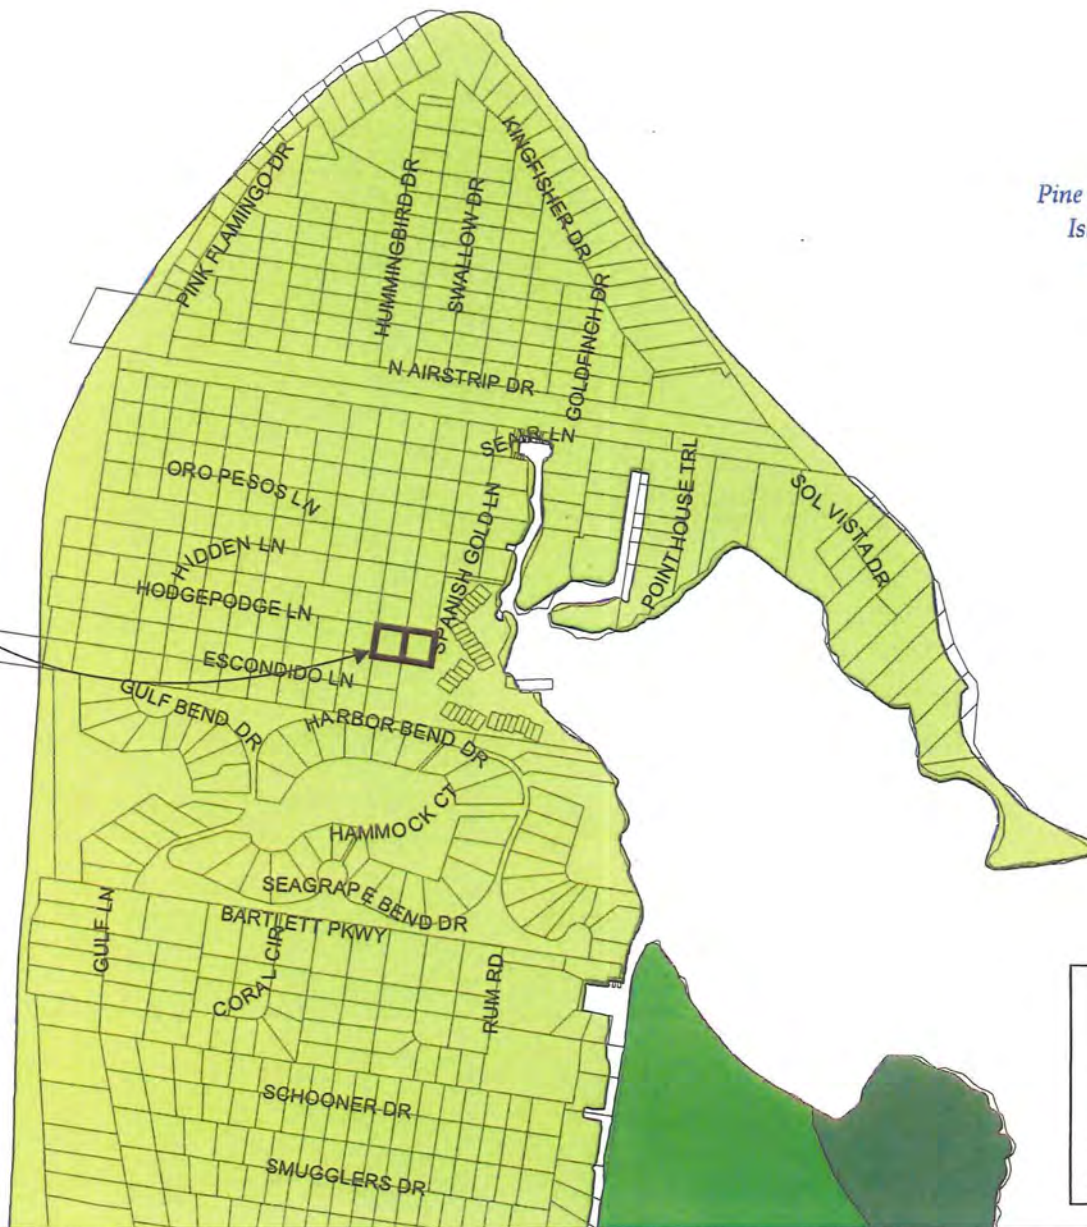 KINGFISHER DR
PINK FLAMINGO DR
HUMMINGBIRD DR
SWALLOW DR
Pine
Is
GOLDFINCH DR
N AIRSTRIP DR
LN
POINT HOUSE TRL
ORO PESOS LN
SOL VISTA DR
SPANISH GOLD LN
HIDDEN LN
HODGEPODGE LN
ESCONDIDO LN
GULF BEND DR
HARBOR BEND DR
HAMMOCK CT
SEAGRAPE BEND DR
BARTLETT PKWY
GULF LN
CORAL CIR
RUM RD
SCHOONER DR
SMUGGLERS DR